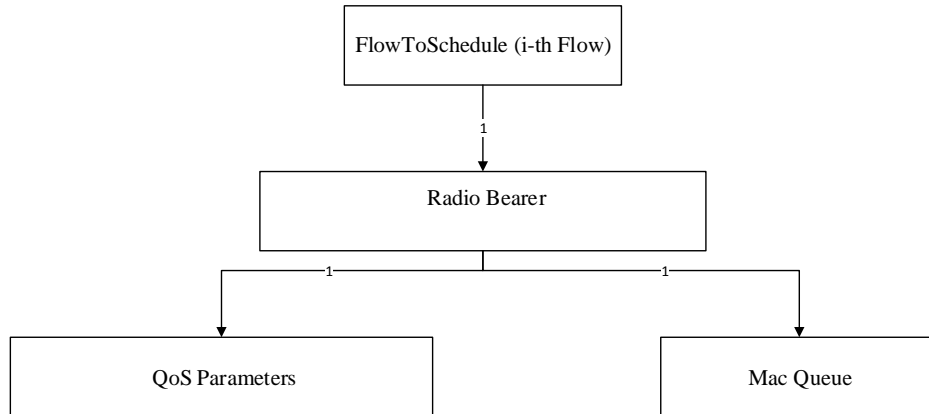 FlowToSchedule (i-th Flow)
1
Radio Bearer
1
1
QoS Parameters
Mac Queue